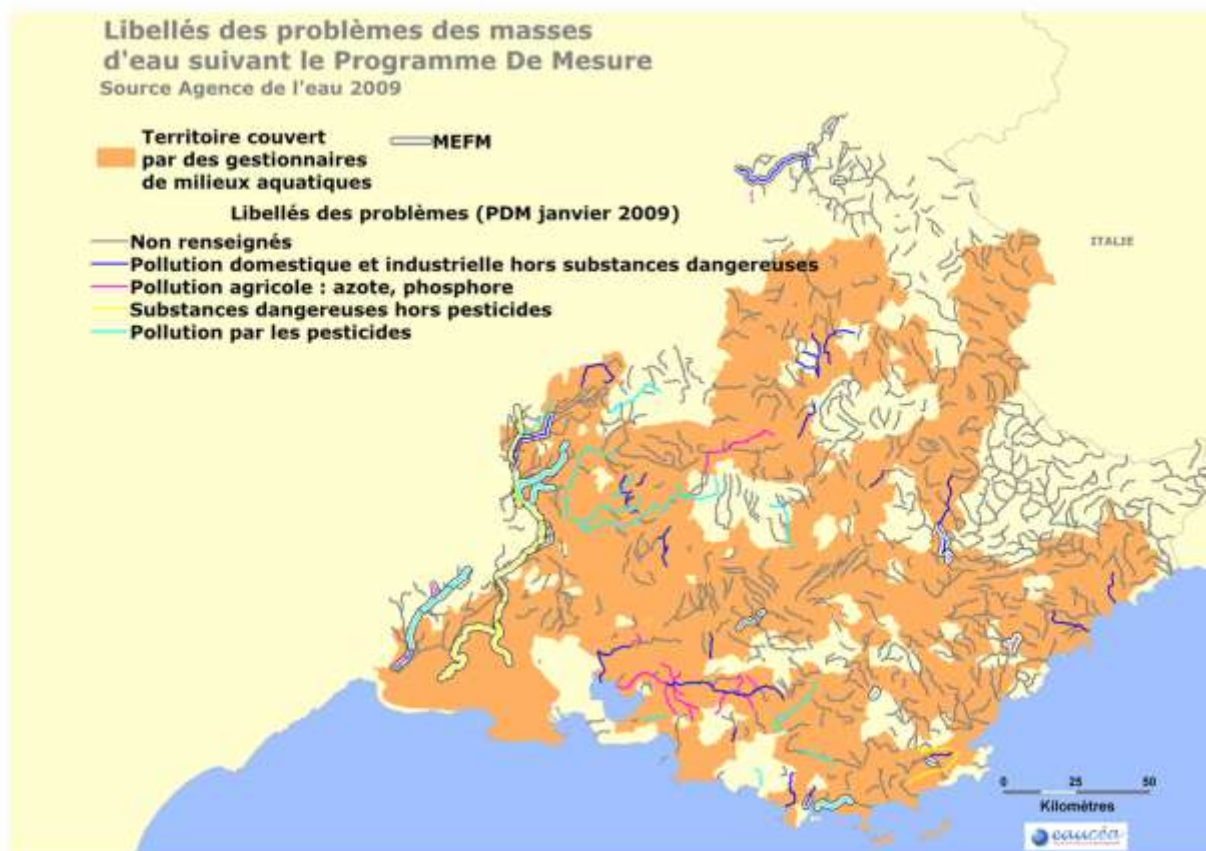 Libellés des problèmes des masses
d'eau suivant le Programme De Mesure
Source Agence de l'eau 2009
Territoire couvert
par des gestionnaires
de milieux aquatiques
MEFM
Libellés des problèmes (PDM janvier 2009)
Non renseignés
Pollution domestique et industrielle hors substances dangereuses
Pollution agricole : azote, phosphore
Substances dangereuses hors pesticides
Pollution par les pesticides
ITALIE
0 25 50
Kilomètres
eaucéa